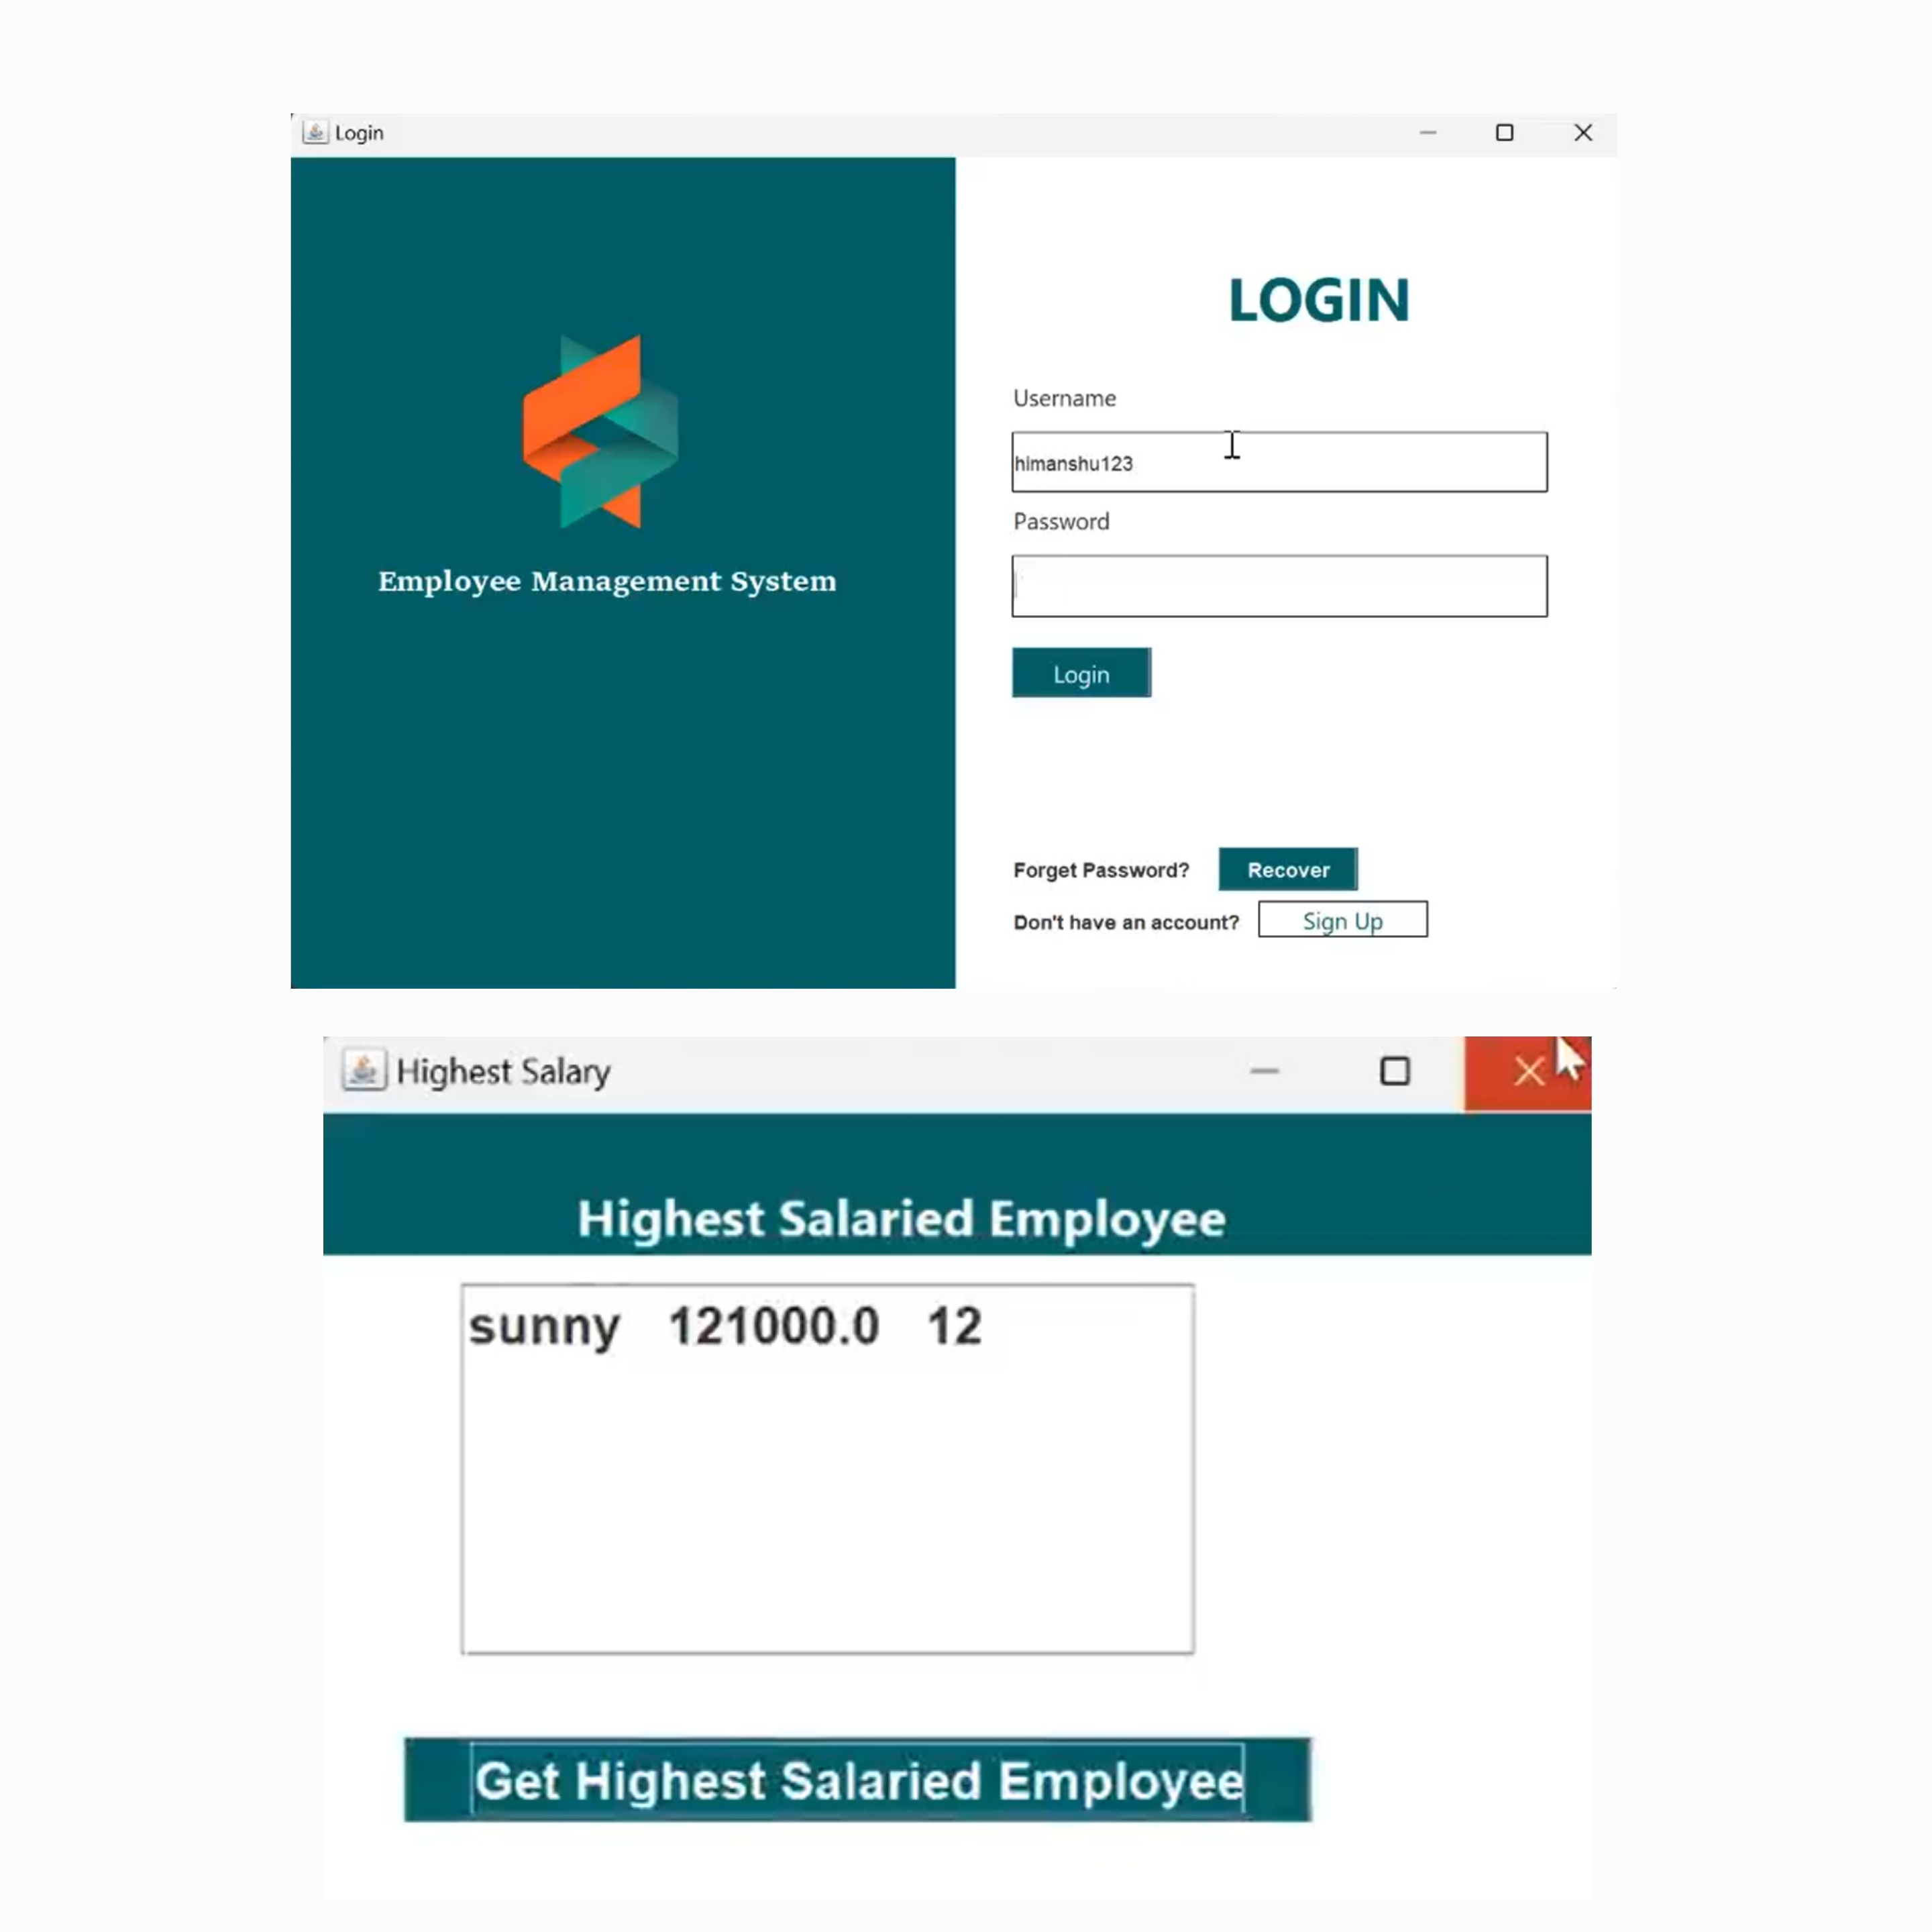 Login
LOGIN
Username
himanshu123
Password
Employee Management System
Login
Forget Password? Recover
Don't have an account? Sign Up
Highest Salary
Highest Salaried Employee
sunny 121000.0 12
Get Highest Salaried Employee